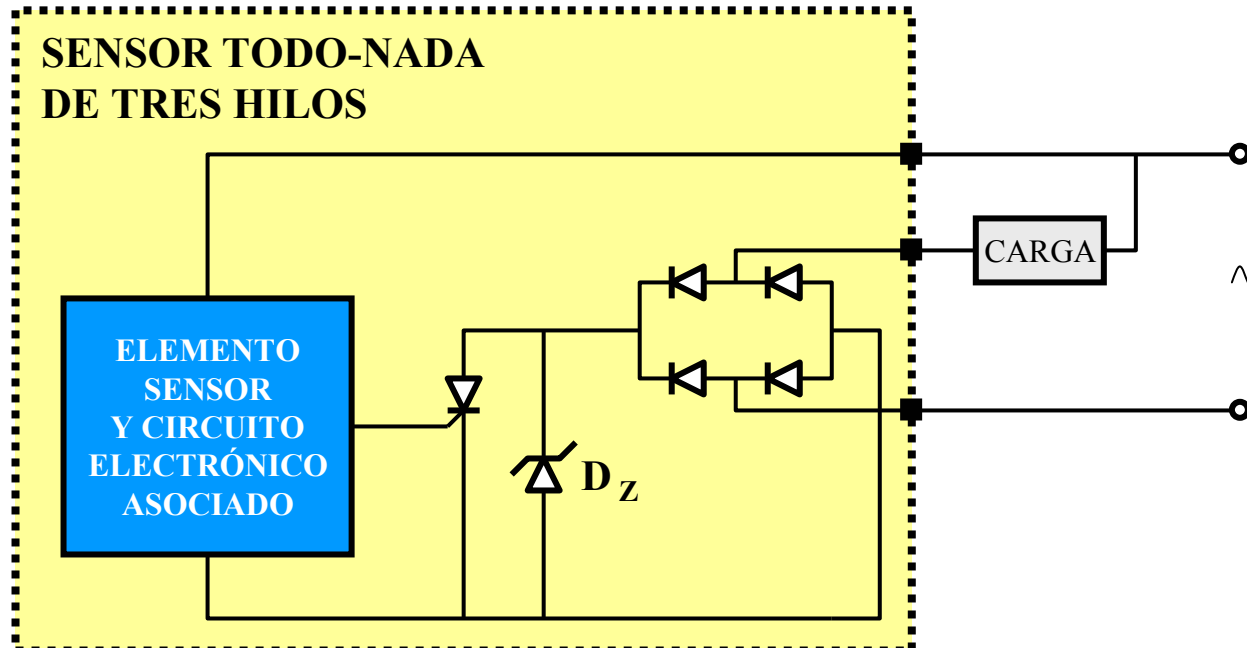 SENSOR TODO-NADA
DE TRES HILOS
CARGA
ELEMENTO
SENSOR
Y CIRCUITO
ELECTRÓNICO
ASOCIADO
D Z